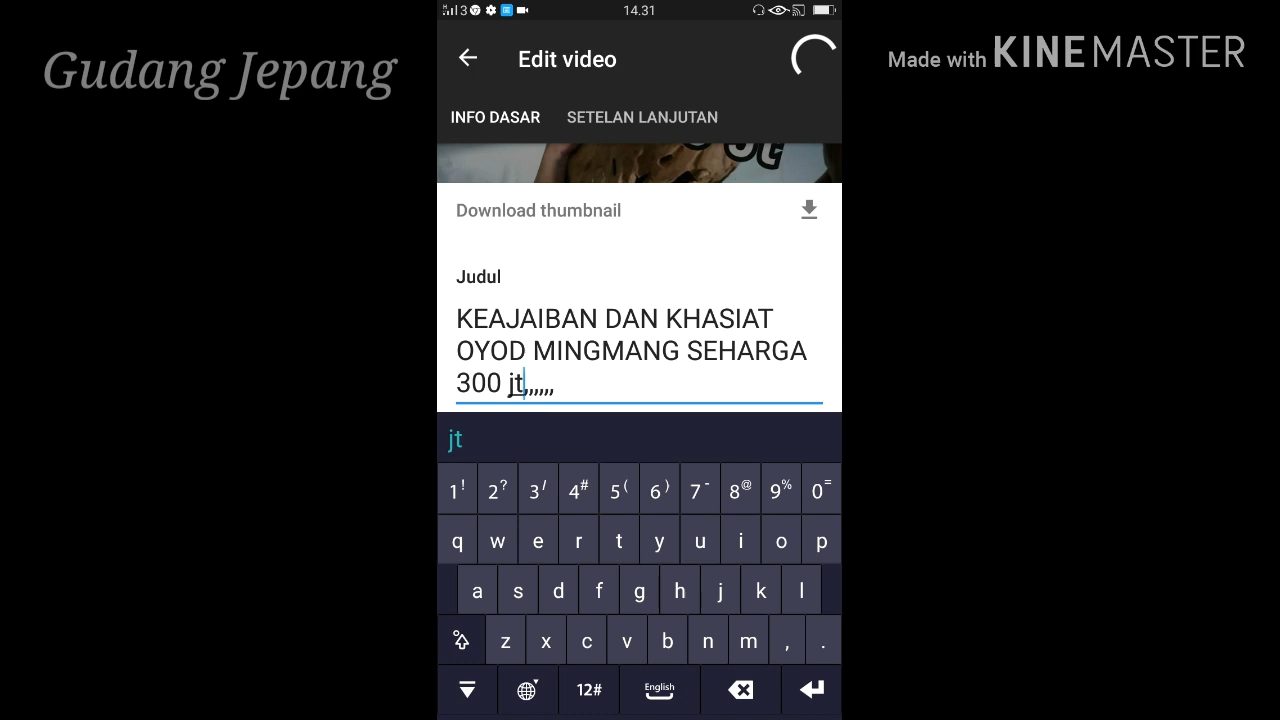 3
14.31
Gudang Jepang
Made with KINEMASTER
Edit video
INFO DASAR
SETELAN LANJUTAN
Download thumbnail
Judul
KEAJAIBAN DAN KHASIAT
OYOD MINGMANG SEHARGA
300 jt,,,,,,
jt
1! 2? 3/ 4# 5( 6) 7- 8@ 9% 0=
q w e r t y u i o p
a s d f g h j k l
z x c v b n m , .
12# English